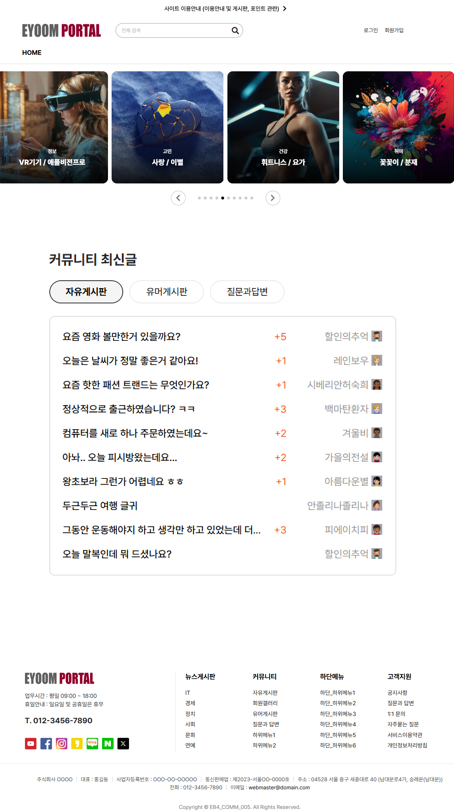 사이트 이용안내 (이용안내 및 게시판, 포인트 관련)
EYOOM PORTAL
전체 검색
로그인 회원가입
HOME
정보
VR기기 / 애플비전프로
고민
사랑 / 이별
건강
휘트니스 / 요가
취미
꽃꽂이 / 분재
커뮤니티 최신글
자유게시판 유머게시판 질문과답변
요즘 영화 볼만한거 있을까요? +5 할인의추억
오늘은 날씨가 정말 좋은거 같아요! +1 레인보우
요즘 핫한 패션 트랜드는 무엇인가요? +1 시베리안허숙희
정상적으로 출근하였습니다? ㅋㅋ +3 백마탄환자
컴퓨터를 새로 하나 주문하였는데요~ +2 겨울비
아놔.. 오늘 피시방왔는데요... +2 가을의전설
왕초보라 그런가 어렵네요 ㅎㅎ +1 아름다운별
두근두근 여행 글귀 안졸리나졸리나
그동안 운동해야지 하고 생각만 하고 있었는데 더... +3 피에이치피
오늘 말복인데 뭐 드셨나요? 할인의추억
EYOOM PORTAL
업무시간 : 평일 09:00 ~ 18:00
휴일안내 : 일요일 및 공휴일은 휴무
T. 012-3456-7890
뉴스게시판 커뮤니티 하단메뉴 고객지원
IT 자유게시판 하단_하위메뉴1 공지사항
경제 회원갤러리 하단_하위메뉴2 질문과 답변
정치 유머게시판 하단_하위메뉴3 1:1 문의
사회 질문과 답변 하단_하위메뉴4 자주묻는 질문
문화 하위메뉴1 하단_하위메뉴5 서비스이용약관
연예 하위메뉴2 하단_하위메뉴6 개인정보처리방침
주식회사 OOOO | 대표 : 홍길동 | 사업자등록번호 : OOO-OO-OOOOO | 통신판매업 : 제2023-서울OO-0000호 | 주소 : 04528 서울 중구 세종대로 40 (남대문로4가, 숭례문(남대문))
전화 : 012-3456-7890 | 이메일 : webmaster@domain.com
Copyright © EB4_COMM_005. All Rights Reserved.